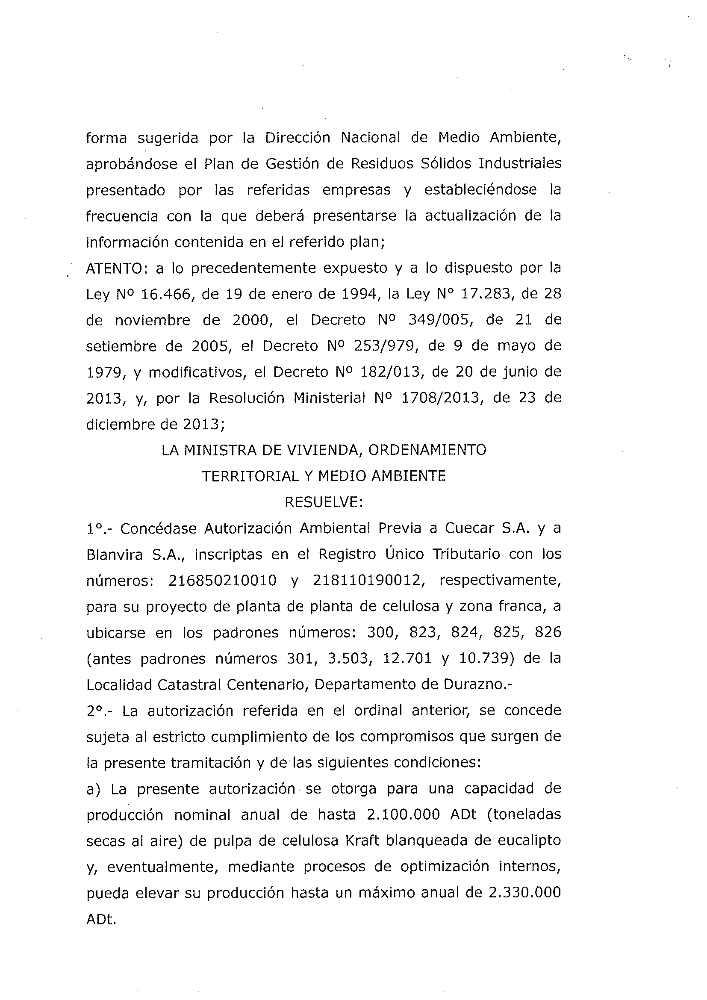 forma sugerida por la Dirección Nacional de Medio Ambiente,
aprobándose el Plan de Gestión de Residuos Sólidos Industriales
presentado por las referidas empresas y estableciéndose la
frecuencia con la que deberá presentarse la actualización de la
información contenida en el referido plan;
ATENTO: a lo precedentemente expuesto y a lo dispuesto por la
Ley Nº 16.466, de 19 de enero de 1994, la Ley N° 17.283, de 28
de noviembre de 2000, el Decreto Nº 349/005, de 21 de
setiembre de 2005, el Decreto Nº 253/979, de 9 de mayo de
1979, y modificativos, el Decreto Nº 182/013, de 20 de junio de
2013, y, por la Resolución Ministerial Nº 1708/2013, de 23 de
diciembre de 2013;
LA MINISTRA DE VIVIENDA, ORDENAMIENTO
TERRITORIAL Y MEDIO AMBIENTE
RESUELVE:
1º.- Concédase Autorización Ambiental Previa a Cuecar S.A. y a
Blanvira S.A., inscriptas en el Registro Único Tributario con los
números: 216850210010 y 218110190012, respectivamente,
para su proyecto de planta de planta de celulosa y zona franca, a
ubicarse en los padrones números: 300, 823, 824, 825, 826
(antes padrones números 301, 3.503, 12.701 y 10.739) de la
Localidad Catastral Centenario, Departamento de Durazno.-
2º.- La autorización referida en el ordinal anterior, se concede
sujeta al estricto cumplimiento de los compromisos que surgen de
la presente tramitación y de las siguientes condiciones:
a) La presente autorización se otorga para una capacidad de
producción nominal anual de hasta 2.100.000 ADt (toneladas
secas al aire) de pulpa de celulosa Kraft blanqueada de eucalipto
y, eventualmente, mediante procesos de optimización internos,
pueda elevar su producción hasta un máximo anual de 2.330.000
ADt.